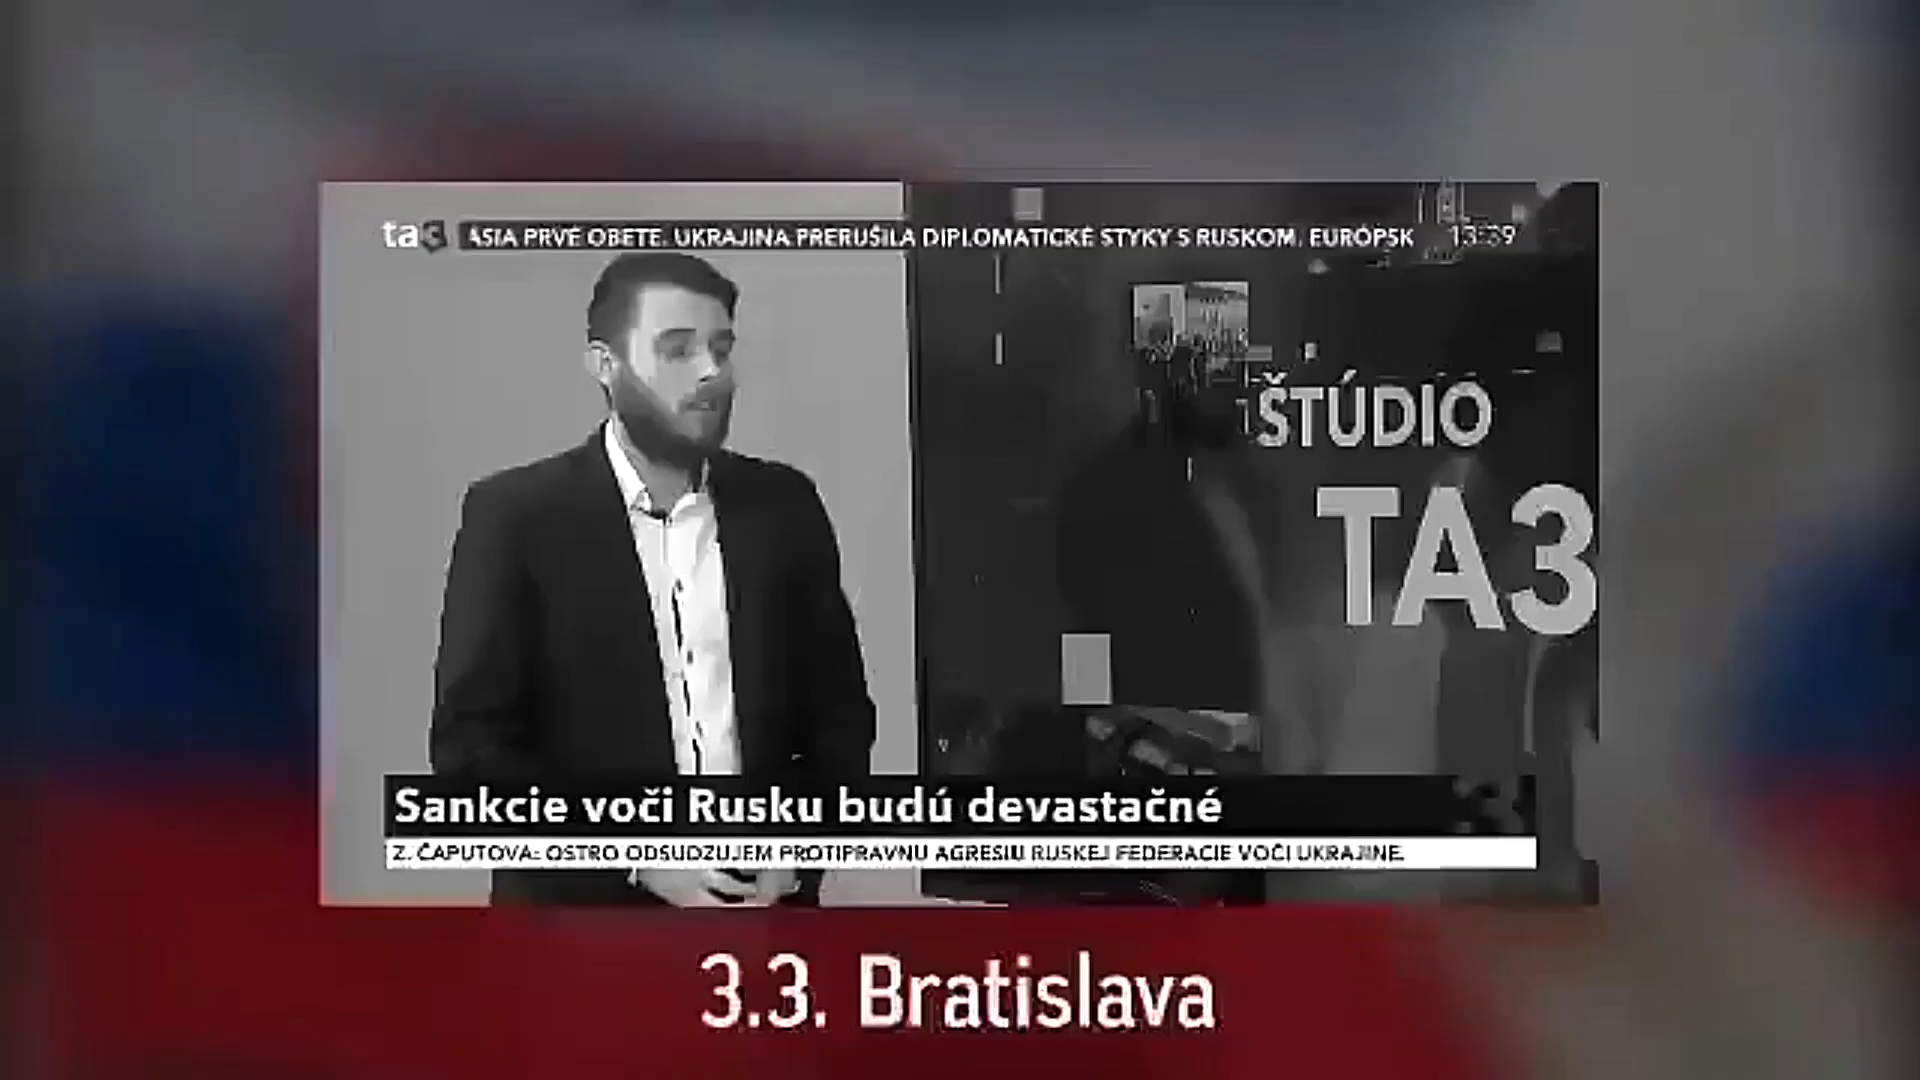 ta3 ASIA PRVÉ OBETE. UKRAJINA PRERUŠILA DIPLOMATICKÉ STYKY S RUSKOM. EURÓPSK 13:39
ŠTÚDIO
TA3
Sankcie voči Rusku budú devastačné
Z. ČAPUTOVÁ: OSTRO ODSUDZUJEM PROTIPRÁVNU AGRESIU RUSKEJ FEDERÁCIE VOČI UKRAJINE.
3.3. Bratislava